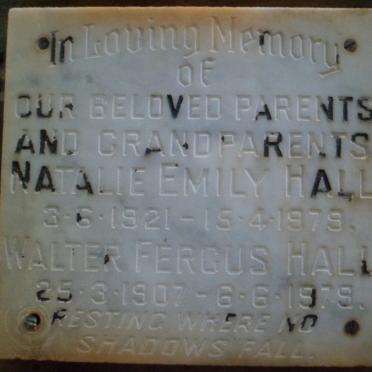 In Loving Memory
of
OUR BELOVED PARENTS
AND GRANDPARENTS
NATALIE EMILY HALL
3-6-1921 - 15-4-1979.
WALTER FERGUS HALL
25-3-1907 - 6-6-1979.
RESTING WHERE NO
SHADOWS FALL.